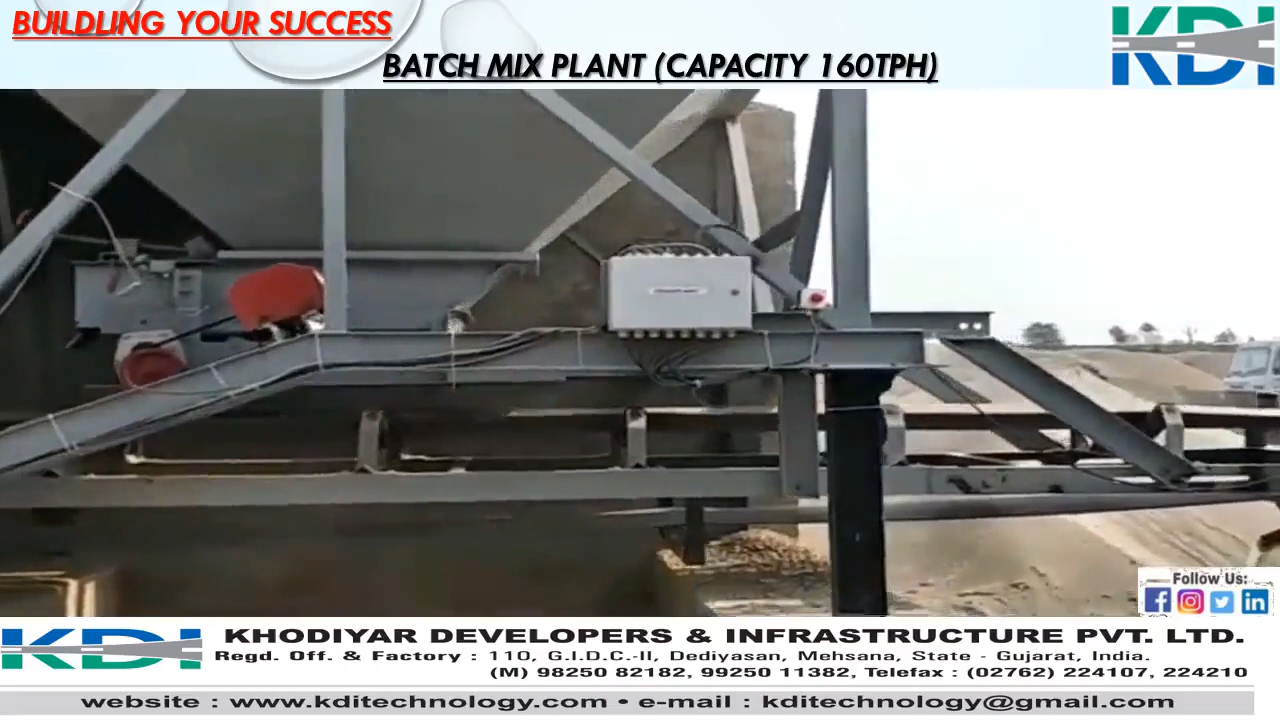 BUILDLING YOUR SUCCESS
BATCH MIX PLANT (CAPACITY 160TPH)
KDI
Follow Us:
KDI
KHODIYAR DEVELOPERS & INFRASTRUCTURE PVT. LTD.
Regd. Off. & Factory : 110, G.I.D.C.-II, Dediyasan, Mehsana, State - Gujarat, India.
(M) 98250 82182, 99250 11382, Telefax : (02762) 224107, 224210
website : www.kditechnology.com • e-mail : kditechnology@gmail.com